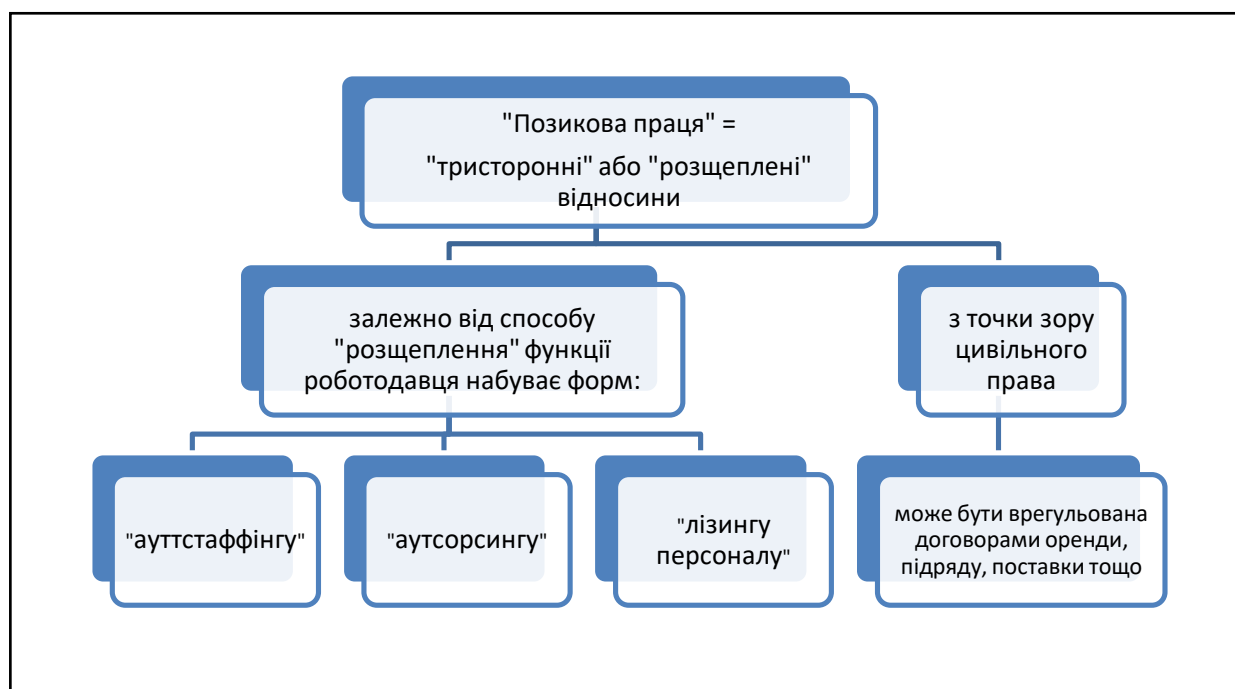 "Позикова праця" =
"тристоронні" або "розщеплені"
відносини
залежно від способу
"розщеплення" функції
роботодавця набуває форм:
з точки зору
цивільного
права
"ауттстаффінгу"
"аутсорсингу"
"лізингу
персоналу"
може бути врегульована
договорами оренди,
підряду, поставки тощо